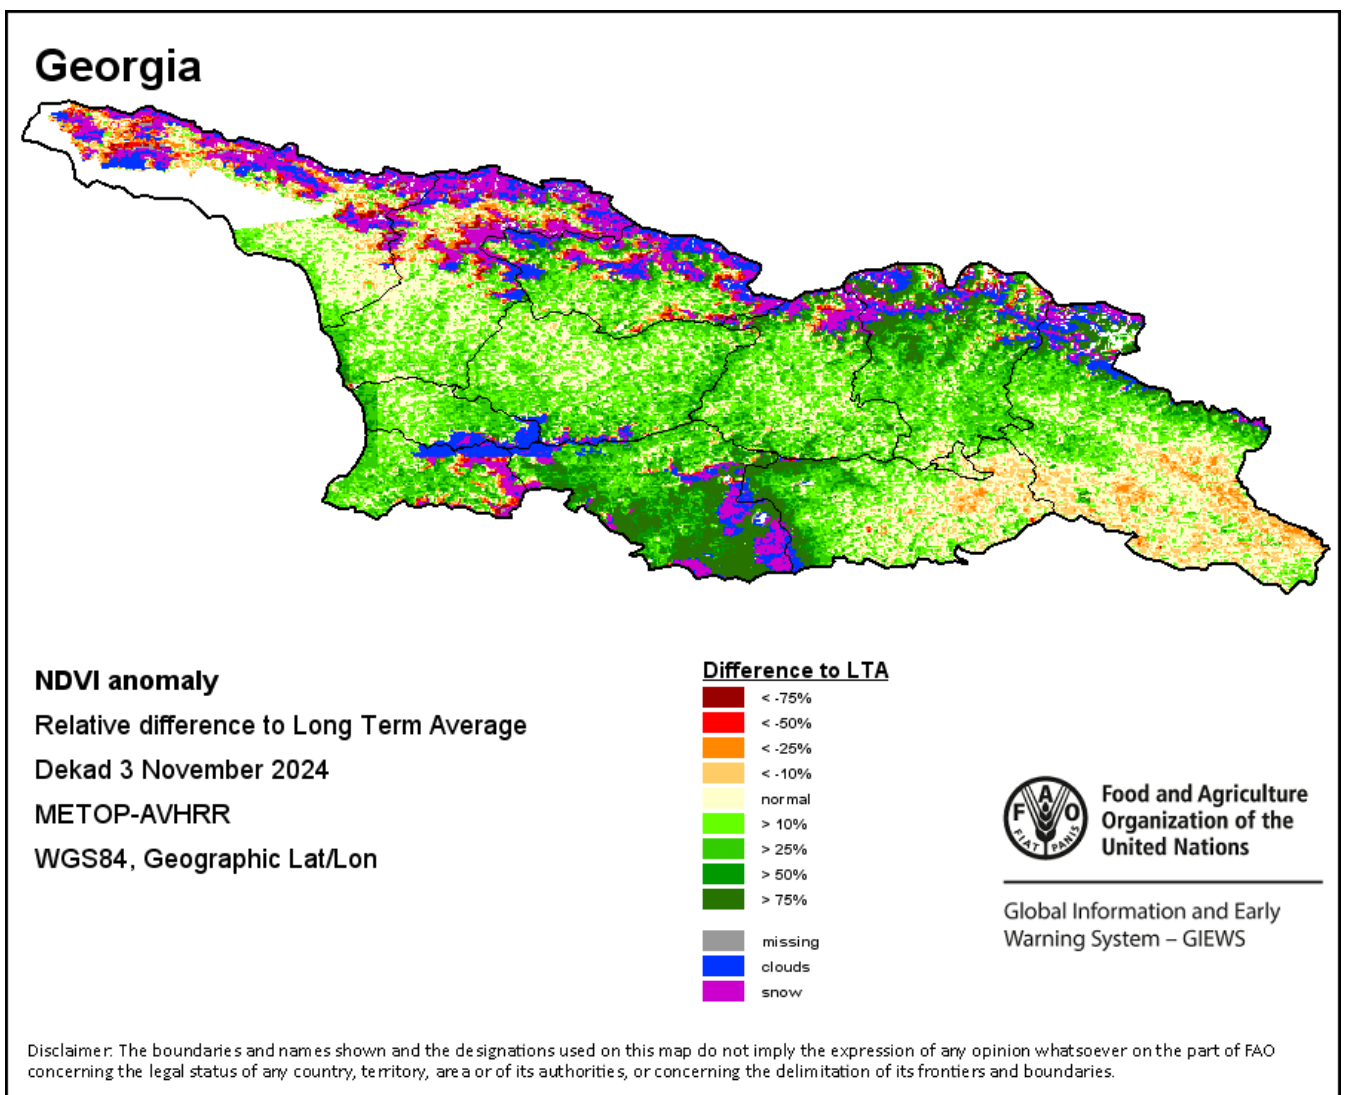 Georgia
NDVI anomaly
Relative difference to Long Term Average
Dekad 3 November 2024
METOP-AVHRR
WGS84, Geographic Lat/Lon
Difference to LTA
< -75%
< -50%
< -25%
< -10%
normal
> 10%
> 25%
> 50%
> 75%
missing
clouds
snow
F A O
FIAT PANIS
Food and Agriculture
Organization of the
United Nations
Global Information and Early
Warning System – GIEWS
Disclaimer: The boundaries and names shown and the designations used on this map do not imply the expression of any opinion whatsoever on the part of FAO
concerning the legal status of any country, territory, area or of its authorities, or concerning the delimitation of its frontiers and boundaries.